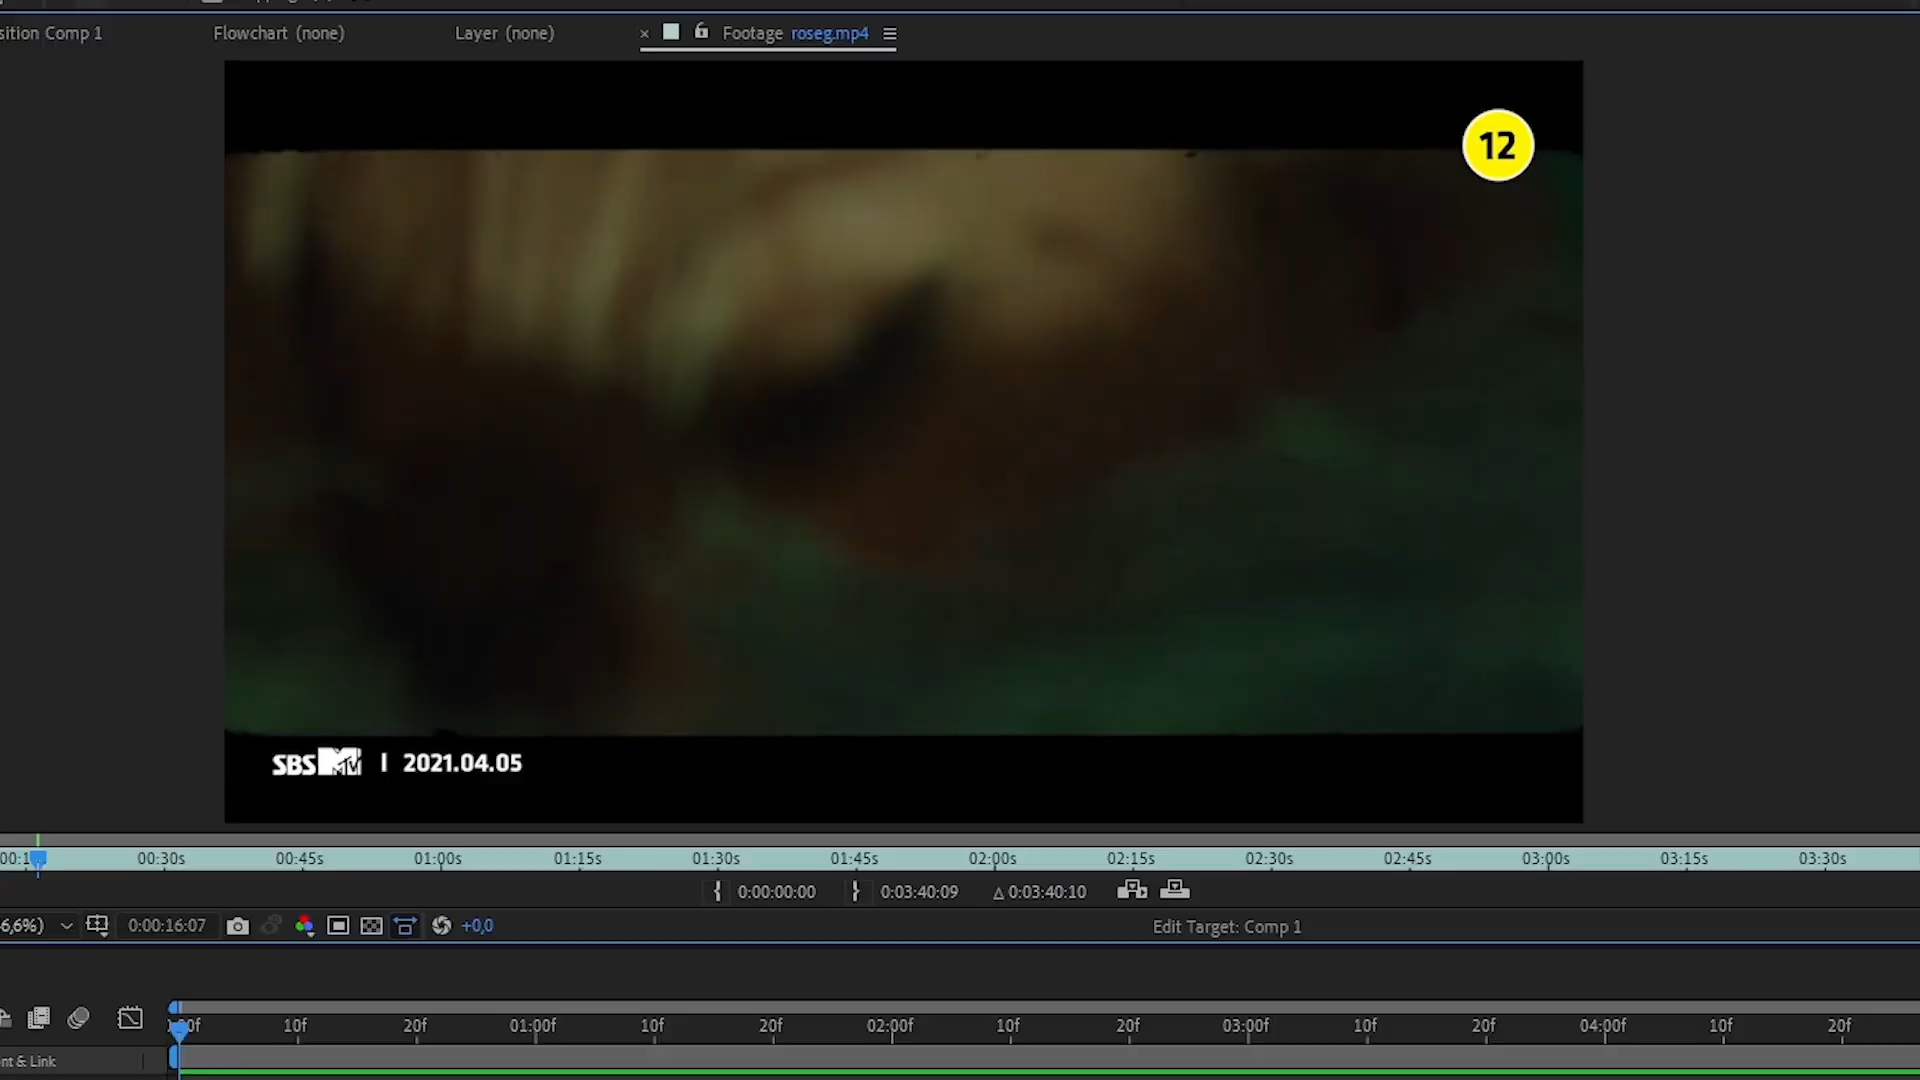 sition Comp 1
Flowchart (none)
Layer (none)
× Footage roseg.mp4
12
SBS MTV | 2021.04.05
00:30s 00:45s 01:00s 01:15s 01:30s 01:45s 02:00s 02:15s 02:30s 02:45s 03:00s 03:15s 03:30s
{ 0:00:00:00 } 0:03:40:09 Δ 0:03:40:10
6,6%) 0:00:16:07 +0,0 Edit Target: Comp 1
10f 20f 01:00f 10f 20f 02:00f 10f 20f 03:00f 10f 20f 04:00f 10f 20f
nt & Link